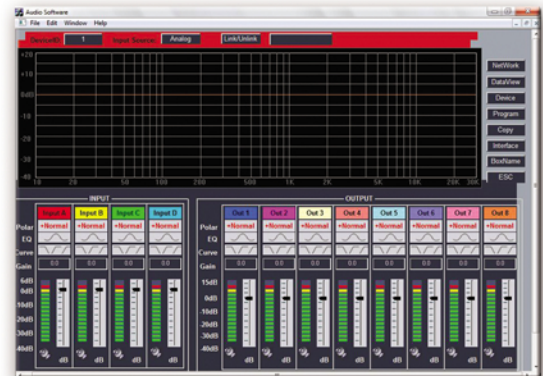 Audio Software
File Edit Window Help
DeviceID: 1 Input Source: Analog Link/Unlink
+20
+10
0dB
-10
-20
-30
-40
10 20 50 100 200 500 1K 2K 5K 10K 20K 30K
NetWork
DataView
Device
Program
Copy
Interface
BoxName
ESC
INPUT
Input A Input B Input C Input D
Polar +Normal +Normal +Normal +Normal
EQ
Curve
Gain 0.0 0.0 0.0 0.0
6dB
0dB
-10dB
-20dB
-30dB
-40dB
dB dB dB dB
OUTPUT
Out 1 Out 2 Out 3 Out 4 Out 5 Out 6 Out 7 Out 8
Polar +Normal +Normal +Normal +Normal +Normal +Normal +Normal +Normal
EQ
Curve
Gain 0.0 0.0 0.0 0.0 0.0 0.0 0.0 0.0
15dB
0dB
-10dB
-20dB
-30dB
-40dB
dB dB dB dB dB dB dB dB